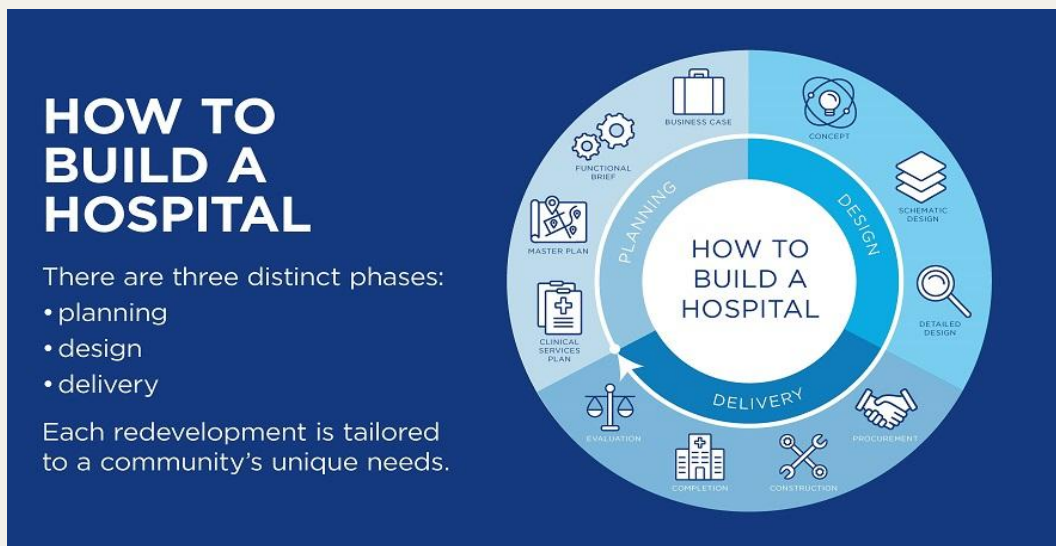 HOW TO
BUILD A
HOSPITAL
There are three distinct phases:
• planning
• design
• delivery
Each redevelopment is tailored
to a community's unique needs.
BUSINESS CASE
FUNCTIONAL
BRIEF
MASTER PLAN
CLINICAL
SERVICES
PLAN
PLANNING
CONCEPT
SCHEMATIC
DESIGN
DETAILED
DESIGN
DESIGN
HOW TO
BUILD A
HOSPITAL
DELIVERY
PROCUREMENT
CONSTRUCTION
COMPLETION
EVALUATION